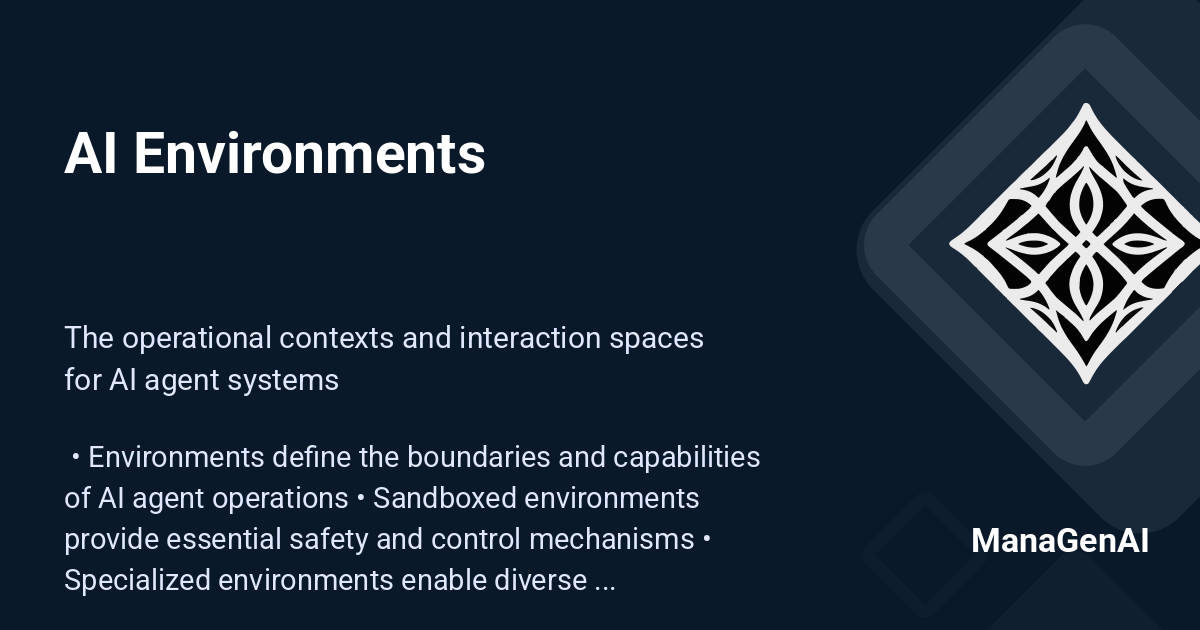 AI Environments
The operational contexts and interaction spaces
for AI agent systems
• Environments define the boundaries and capabilities
of AI agent operations • Sandboxed environments
provide essential safety and control mechanisms •
Specialized environments enable diverse ...
ManaGenAI